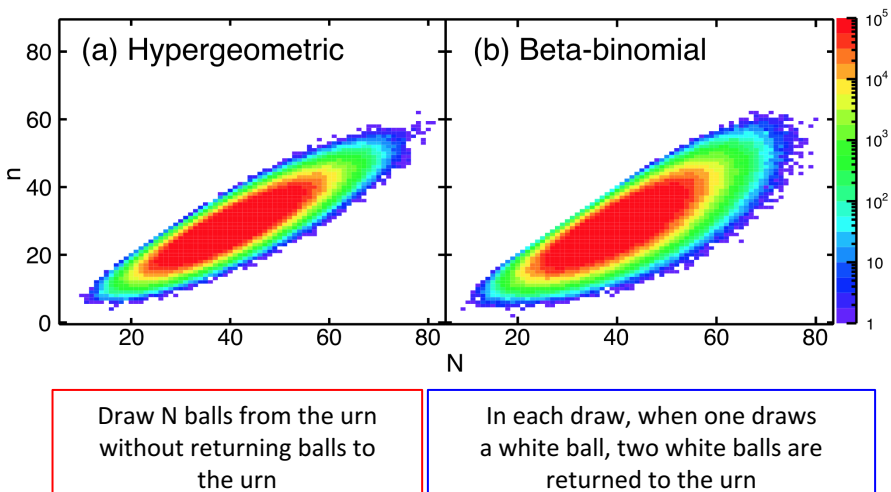 (a) Hypergeometric
(b) Beta-binomial
80
60
40
20
0
n
20 40 60 80
20 40 60 80
N
10^5
10^4
10^3
10^2
10
1
Draw N balls from the urn
without returning balls to
the urn
In each draw, when one draws
a white ball, two white balls are
returned to the urn